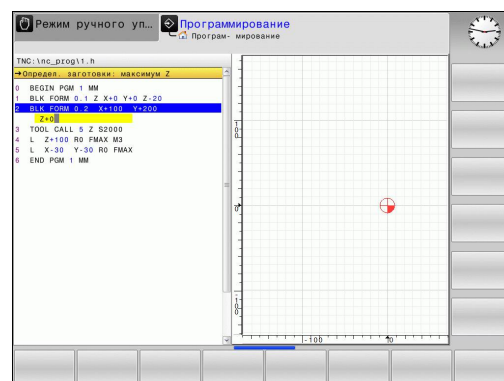 Режим ручного уп...
Программирование
Програм- мирование
TNC:\nc_prog\1.h
→Определ. заготовки: максимум Z
0 BEGIN PGM 1 MM
1 BLK FORM 0.1 Z X+0 Y+0 Z-20
2 BLK FORM 0.2 X+100 Y+200
Z+0
3 TOOL CALL 5 Z S2000
4 L Z+100 R0 FMAX M3
5 L X-30 Y-30 R0 FMAX
6 END PGM 1 MM
100
0
-100
-100
0